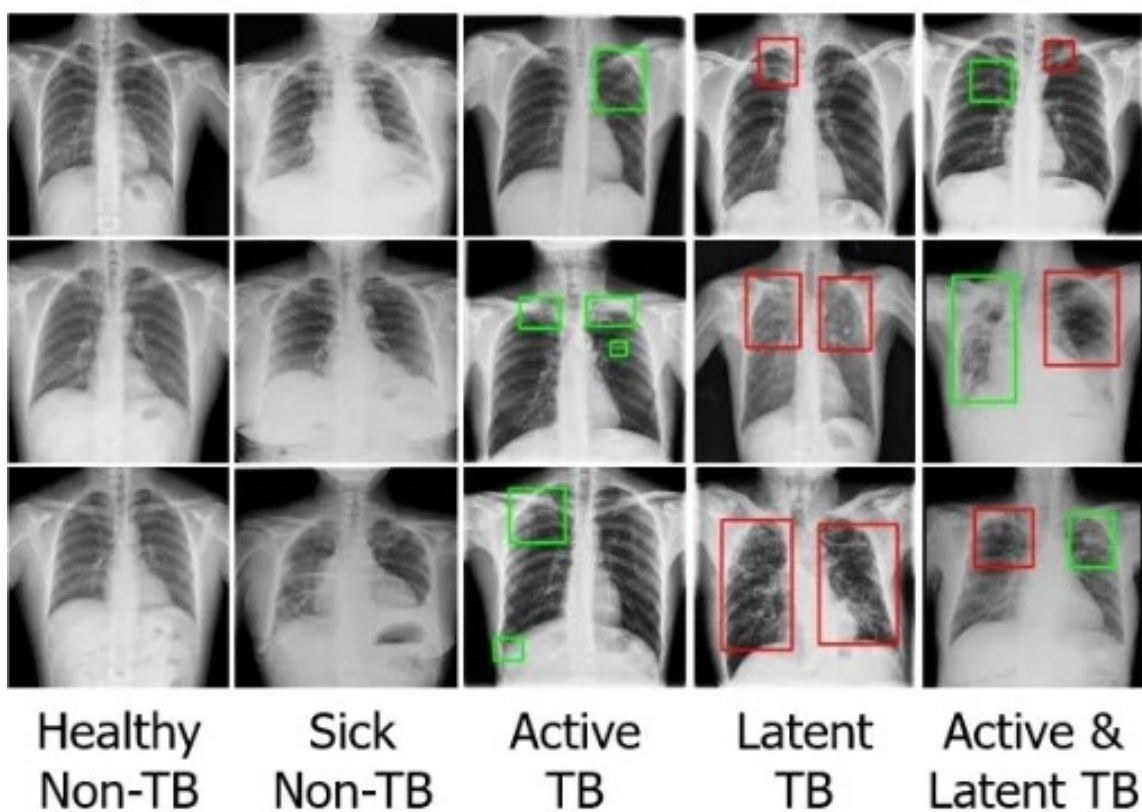 Healthy
Non-TB
Sick
Non-TB
Active
TB
Latent
TB
Active &
Latent TB